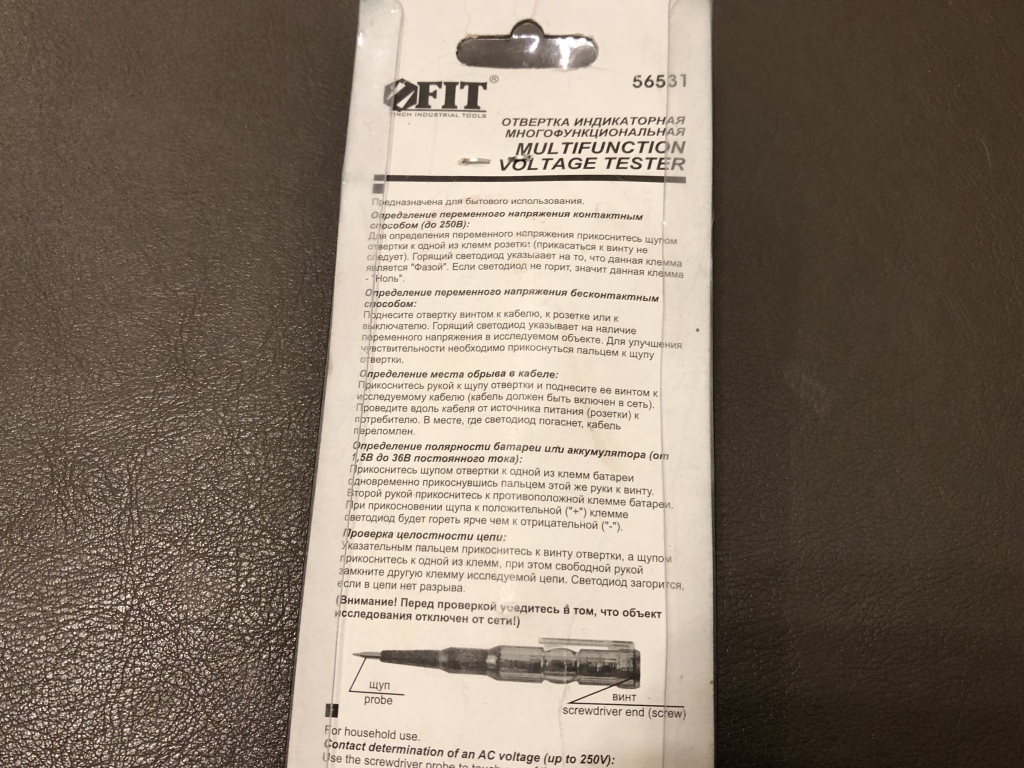 FIT®
FINCH INDUSTRIAL TOOLS
56531
ОТВЕРТКА ИНДИКАТОРНАЯ
МНОГОФУНКЦИОНАЛЬНАЯ
MULTIFUNCTION
VOLTAGE TESTER
Предназначена для бытового использования.
Определение переменного напряжения контактным
способом (до 250В):
Для определения переменного напряжения прикоснитесь щупом
отвертки к одной из клемм розетки (прикасаться к винту не
следует). Горящий светодиод указывает на то, что данная клемма
является "Фазой". Если светодиод не горит, значит данная клемма
- "Ноль".
Определение переменного напряжения бесконтактным
способом:
Поднесите отвертку винтом к кабелю, к розетке или к
выключателю. Горящий светодиод указывает на наличие
переменного напряжения в исследуемом объекте. Для улучшения
чувствительности необходимо прикоснуться пальцем к щупу
отвертки.
Определение места обрыва в кабеле:
Прикоснитесь рукой к щупу отвертки и поднесите ее винтом к
исследуемому кабелю (кабель должен быть включен в сеть).
Проведите вдоль кабеля от источника питания (розетки) к
потребителю. В месте, где светодиод погаснет, кабель
переломлен.
Определение полярности батареи или аккумулятора (от
1,5В до 36В постоянного тока):
Прикоснитесь щупом отвертки к одной из клемм батареи
одновременно прикоснувшись пальцем этой же руки к винту.
Второй рукой прикоснитесь к противоположной клемме батареи.
При прикосновении щупа к положительной ("+") клемме
светодиод будет гореть ярче чем к отрицательной ("-").
Проверка целостности цепи:
Указательным пальцем прикоснитесь к винту отвертки, а щупом
прикоснитесь к одной из клемм, при этом свободной рукой
замкните другую клемму исследуемой цепи. Светодиод загорится,
если в цепи нет разрыва.
(Внимание! Перед проверкой убедитесь в том, что объект
исследования отключен от сети!)
щуп
probe
винт
screwdriver end (screw)
For household use.
Contact determination of an AC voltage (up to 250V):
Use the screwdriver probe to